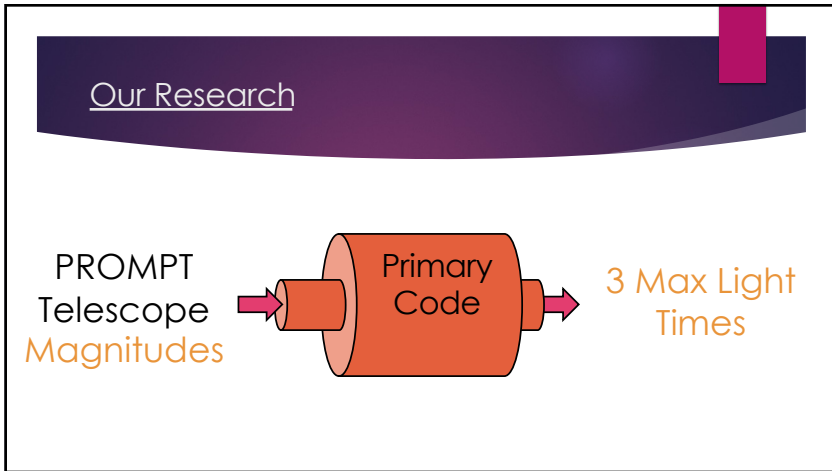 Our Research
PROMPT
Telescope
Magnitudes
Primary
Code
3 Max Light
Times